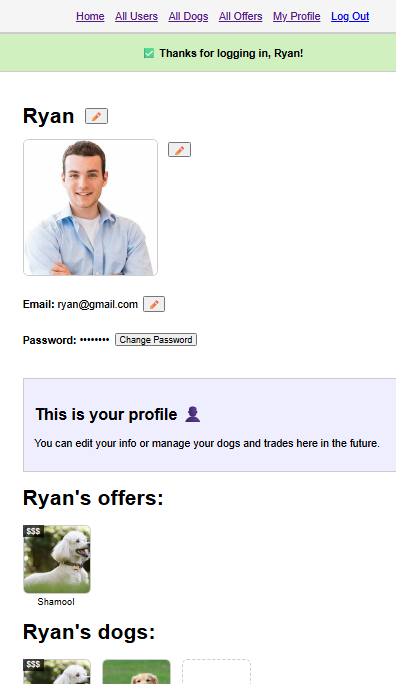 Home All Users All Dogs All Offers My Profile Log Out
✅ Thanks for logging in, Ryan!
Ryan
Email: ryan@gmail.com
Password: •••••••• Change Password
This is your profile 👤
You can edit your info or manage your dogs and trades here in the future.
Ryan's offers:
$$$
Shamool
Ryan's dogs:
$$$